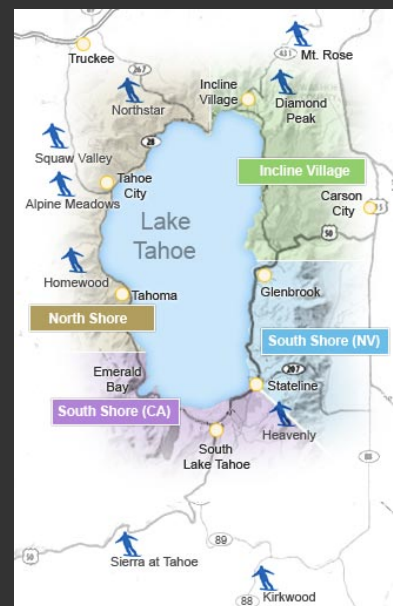 Truckee
267
431
Mt. Rose
Incline
Village
Northstar
Diamond
Peak
28
Squaw Valley
Tahoe
City
Incline Village
Alpine Meadows
Carson
City
Lake
Tahoe
50
Homewood
Glenbrook
Tahoma
North Shore
South Shore (NV)
Emerald
Bay
207
Stateline
South Shore (CA)
Heavenly
South
Lake Tahoe
88
89
50
Sierra at Tahoe
88
Kirkwood